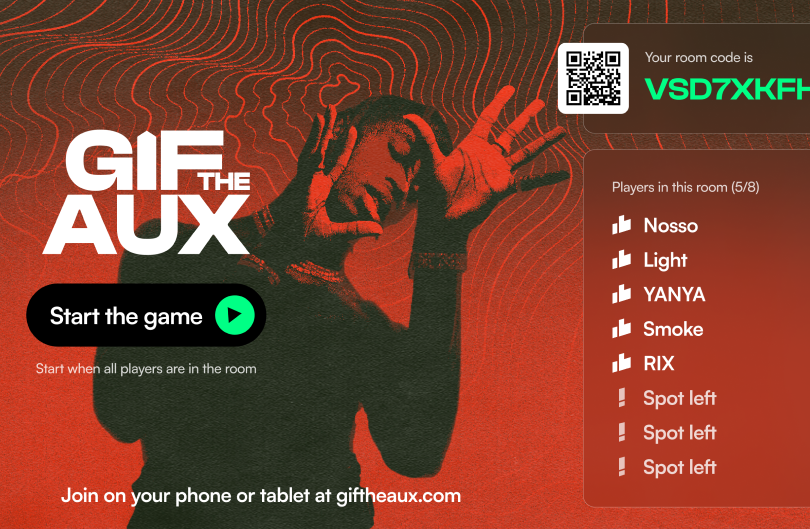 GIF THE
AUX
Start the game
Start when all players are in the room
Join on your phone or tablet at giftheaux.com
Your room code is
VSD7XKFH
Players in this room (5/8)
Nosso
Light
YANYA
Smoke
RIX
Spot left
Spot left
Spot left